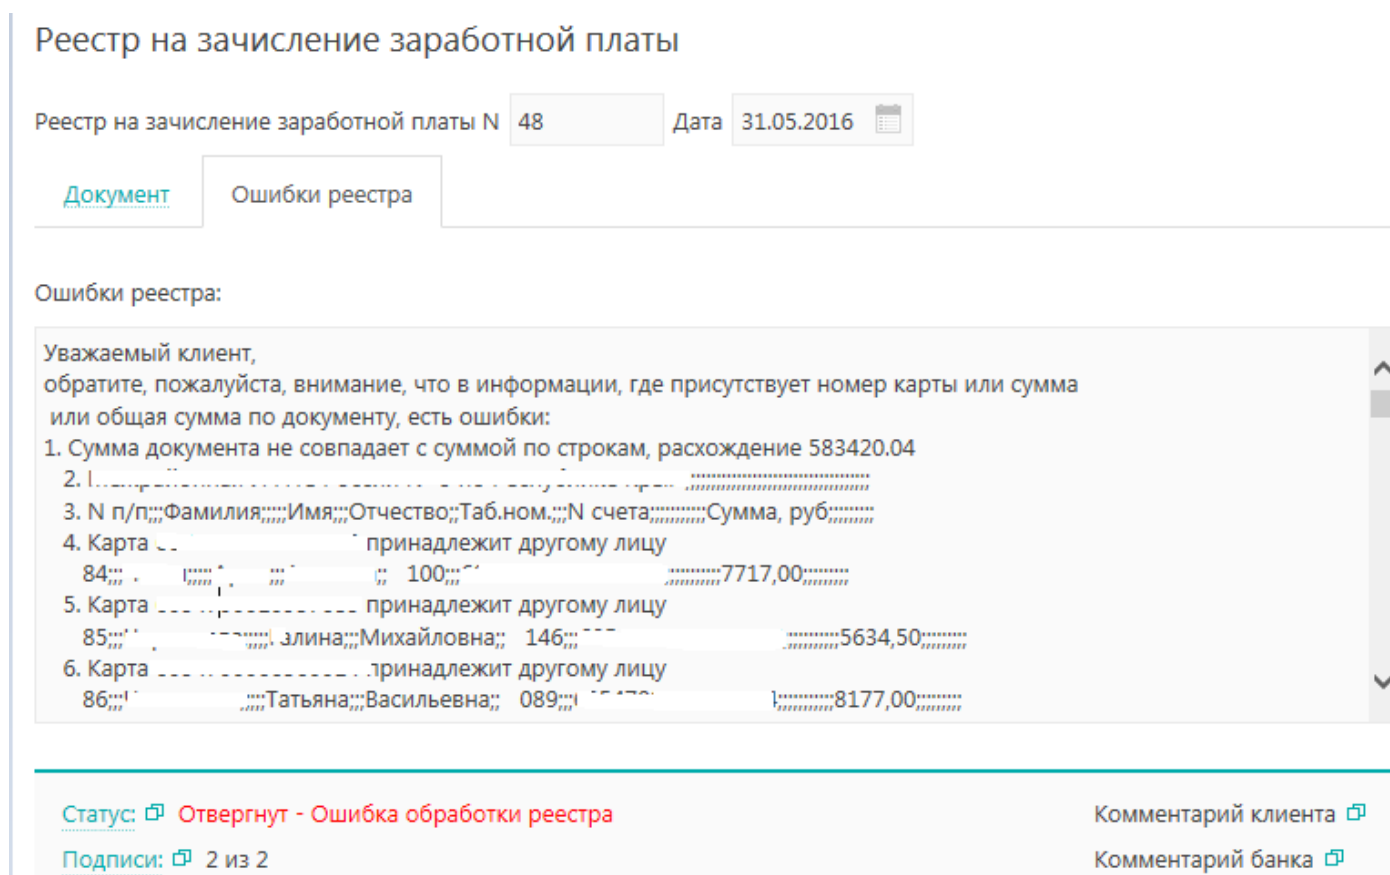 Реестр на зачисление заработной платы
Реестр на зачисление заработной платы N 48 Дата 31.05.2016
Документ Ошибки реестра
Ошибки реестра:
Уважаемый клиент,
обратите, пожалуйста, внимание, что в информации, где присутствует номер карты или сумма
или общая сумма по документу, есть ошибки:
1. Сумма документа не совпадает с суммой по строкам, расхождение 583420.04
2.
3. N п/п;;;Фамилия;;;;;Имя;;;Отчество;;Таб.ном.;;;N счета;;;;;;;;;;;Сумма, руб;;;;;;;;;
4. Карта принадлежит другому лицу
84;;; ;;;;; ;;; ;; 100;;; ;;;;;;;;;;;7717,00;;;;;;;;;
5. Карта принадлежит другому лицу
85;;; ;;;;; ;;;Михайловна;; 146;;; ;;;;;;;;;;;5634,50;;;;;;;;;
6. Карта принадлежит другому лицу
86;;; ;;;;;Татьяна;;;Васильевна;; 089;;; ;;;;;;;;;;;8177,00;;;;;;;;;
Статус: Отвергнут - Ошибка обработки реестра Комментарий клиента
Подписи: 2 из 2 Комментарий банка